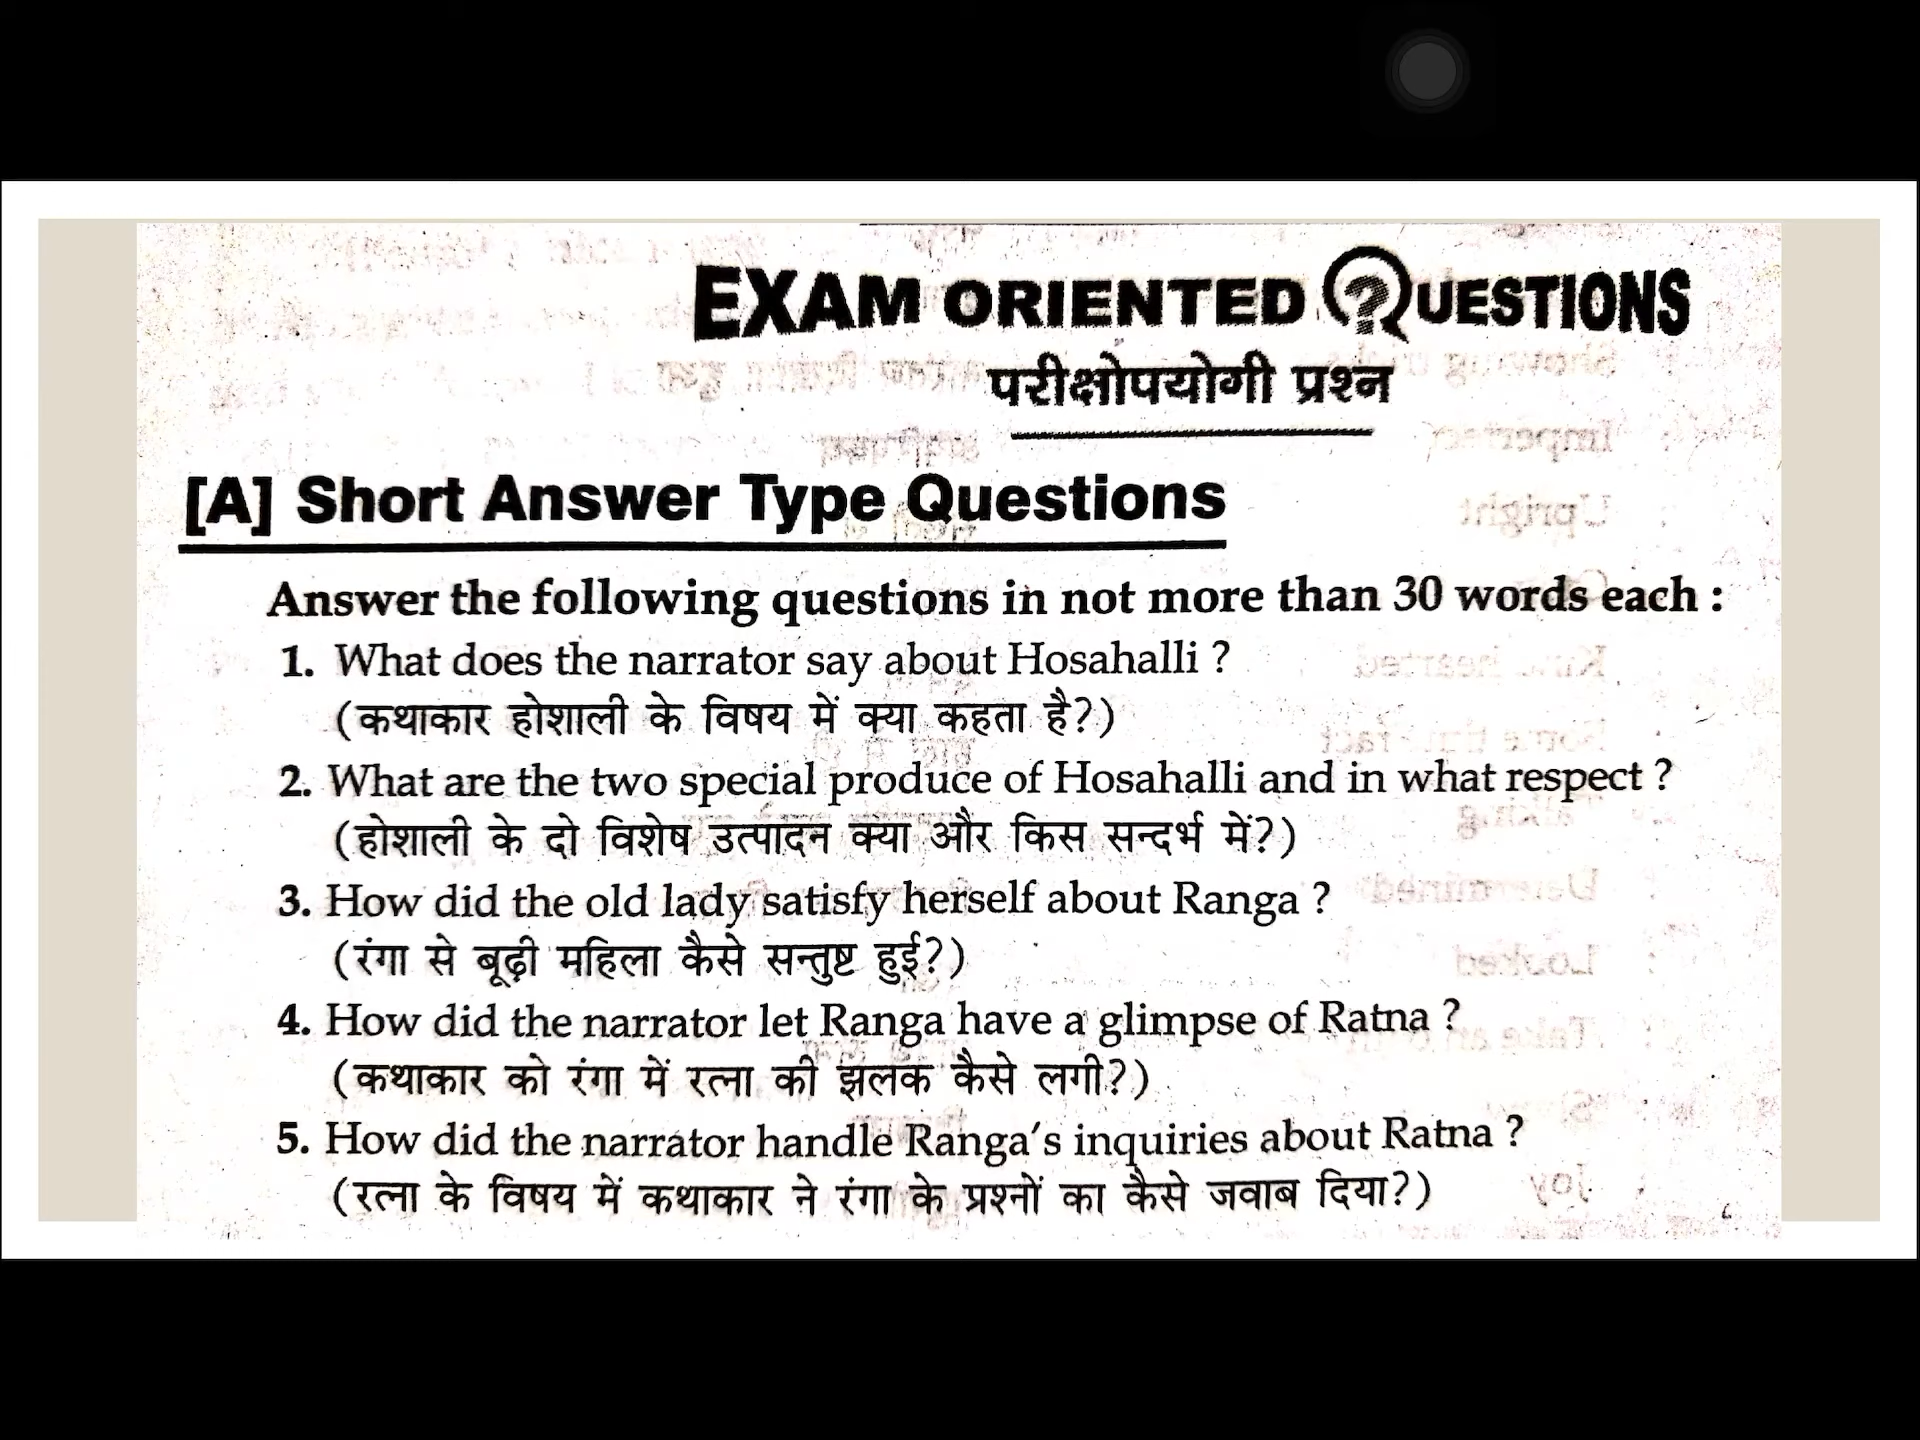 EXAM ORIENTED QUESTIONS
परीक्षोपयोगी प्रश्न
[A] Short Answer Type Questions
Answer the following questions in not more than 30 words each :
1. What does the narrator say about Hosahalli ?
(कथाकार होशाली के विषय में क्या कहता है?)
2. What are the two special produce of Hosahalli and in what respect ?
(होशाली के दो विशेष उत्पादन क्या और किस सन्दर्भ में?)
3. How did the old lady satisfy herself about Ranga ?
(रंगा से बूढ़ी महिला कैसे सन्तुष्ट हुई?)
4. How did the narrator let Ranga have a glimpse of Ratna ?
(कथाकार को रंगा में रत्ना की झलक कैसे लगी?)
5. How did the narrator handle Ranga's inquiries about Ratna ?
(रत्ना के विषय में कथाकार ने रंगा के प्रश्नों का कैसे जवाब दिया?)